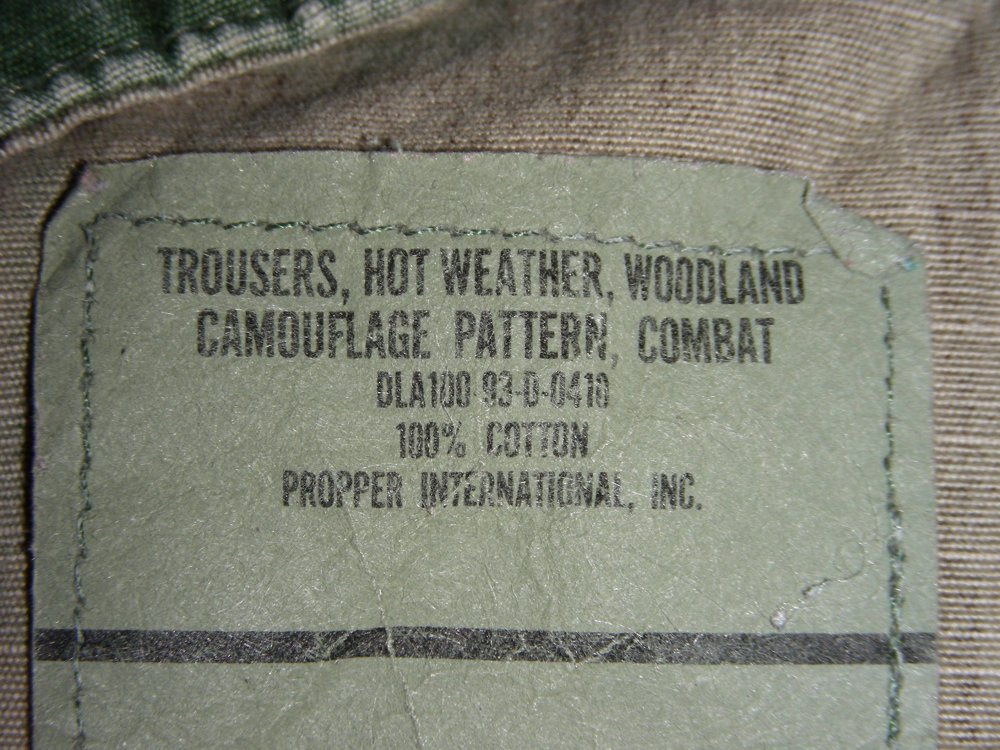 TROUSERS, HOT WEATHER, WOODLAND
CAMOUFLAGE PATTERN, COMBAT
DLA100-93-D-0410
100% COTTON
PROPPER INTERNATIONAL, INC.